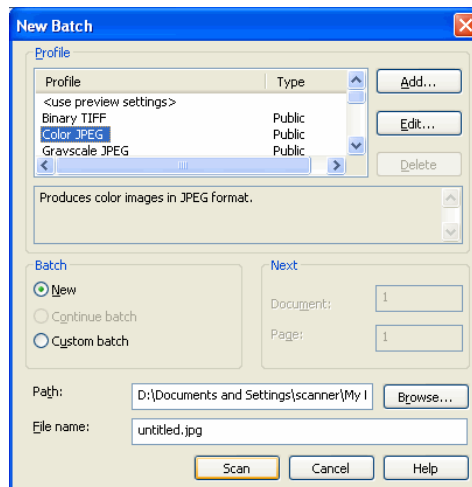 New Batch
Profile
Profile Type
<use preview settings>
Binary TIFF Public
Color JPEG Public
Grayscale JPEG Public
Add...
Edit...
Delete
Produces color images in JPEG format.
Batch
New
Continue batch
Custom batch
Next
Document: 1
Page: 1
Path: D:\Documents and Settings\scanner\My I
Browse...
File name: untitled.jpg
Scan Cancel Help